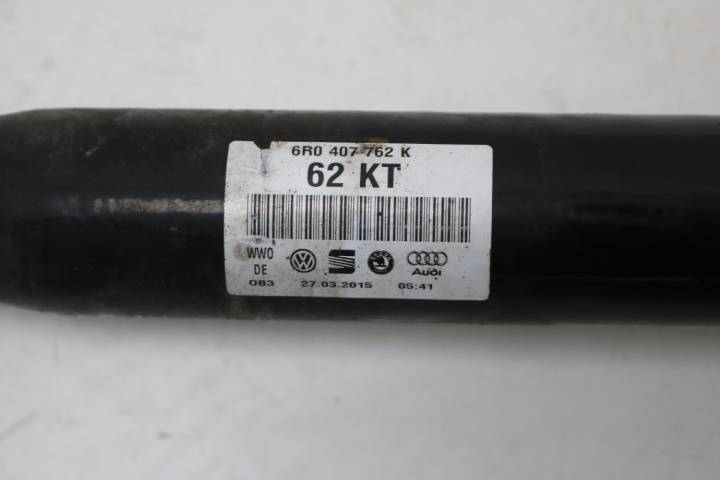 6R0 407 762 K
62 KT
WWO
DE
OB3 27.03.2015 05:41
Audi